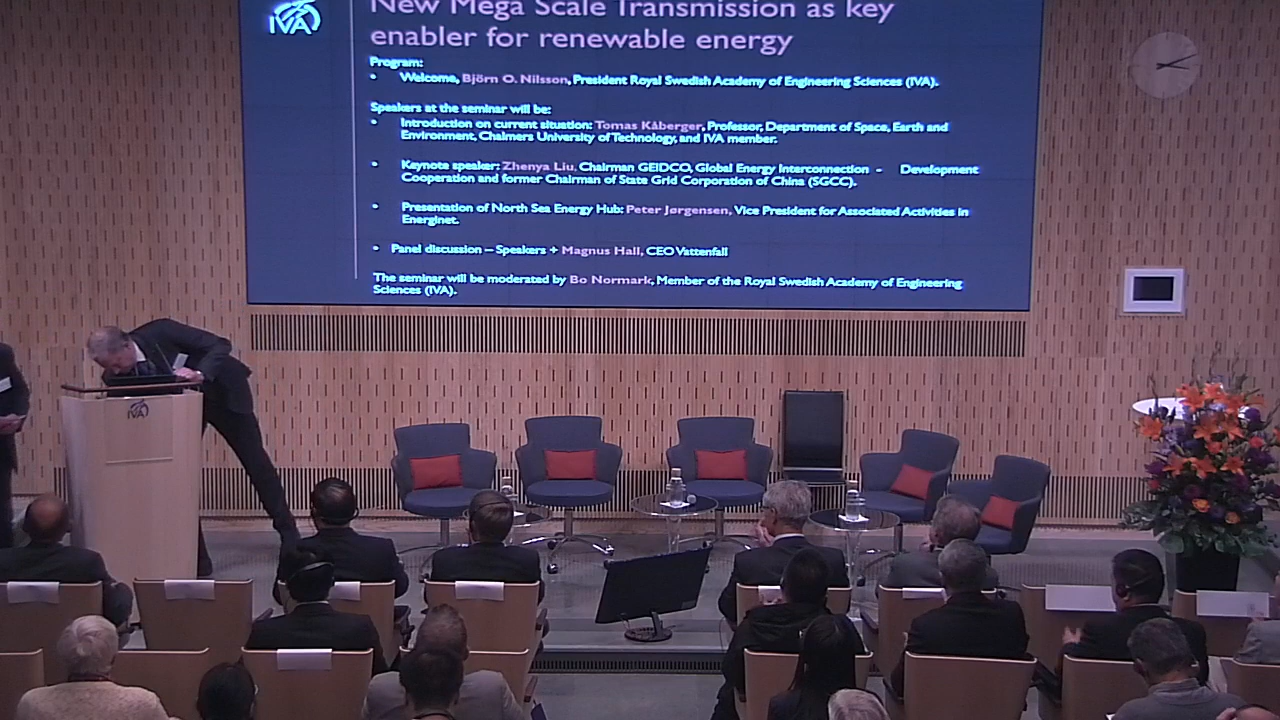 IVA
New Mega Scale Transmission as key
enabler for renewable energy
Program:
• Welcome, Björn O. Nilsson, President Royal Swedish Academy of Engineering Sciences (IVA).
Speakers at the seminar will be:
• Introduction on current situation: Tomas Kåberger, Professor, Department of Space, Earth and
Environment, Chalmers University of Technology, and IVA member.
• Keynote speaker: Zhenya Liu, Chairman GEIDCO, Global Energy Interconnection - Development
Cooperation and former Chairman of State Grid Corporation of China (SGCC).
• Presentation of North Sea Energy Hub: Peter Jørgensen, Vice President for Associated Activities in
Energinet.
• Panel discussion – Speakers + Magnus Hall, CEO Vattenfall
The seminar will be moderated by Bo Normark, Member of the Royal Swedish Academy of Engineering
Sciences (IVA).
IVA